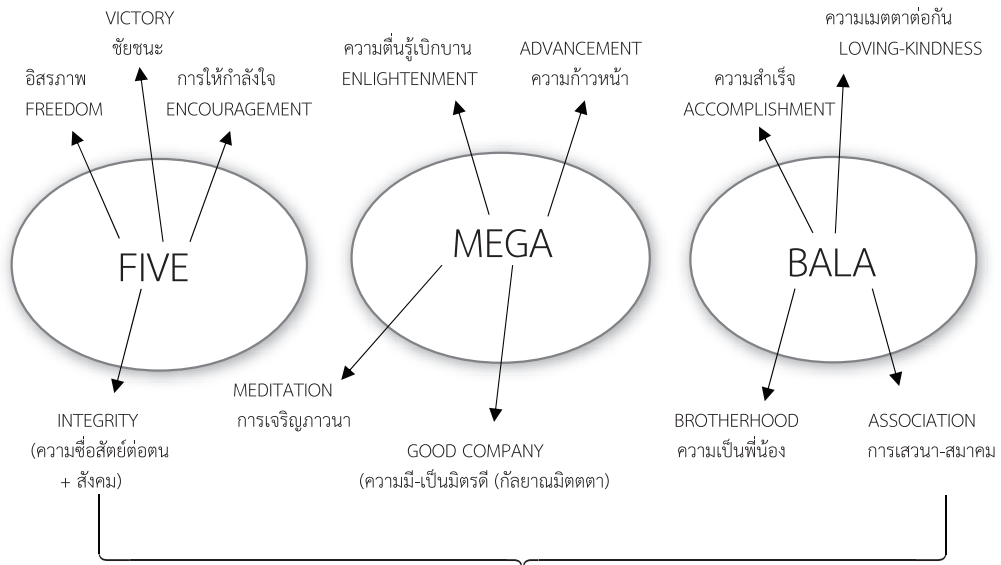 VICTORY
ชัยชนะ
อิสรภาพ
FREEDOM
การให้กำลังใจ
ENCOURAGEMENT
FIVE
INTEGRITY
(ความซื่อสัตย์ต่อตน
+ สังคม)
ความตื่นรู้เบิกบาน
ENLIGHTENMENT
ADVANCEMENT
ความก้าวหน้า
MEGA
MEDITATION
การเจริญภาวนา
GOOD COMPANY
(ความมี-เป็นมิตรดี (กัลยาณมิตตตา)
ความเมตตาต่อกัน
LOVING-KINDNESS
ความสำเร็จ
ACCOMPLISHMENT
BALA
BROTHERHOOD
ความเป็นพี่น้อง
ASSOCIATION
การเสวนา-สมาคม